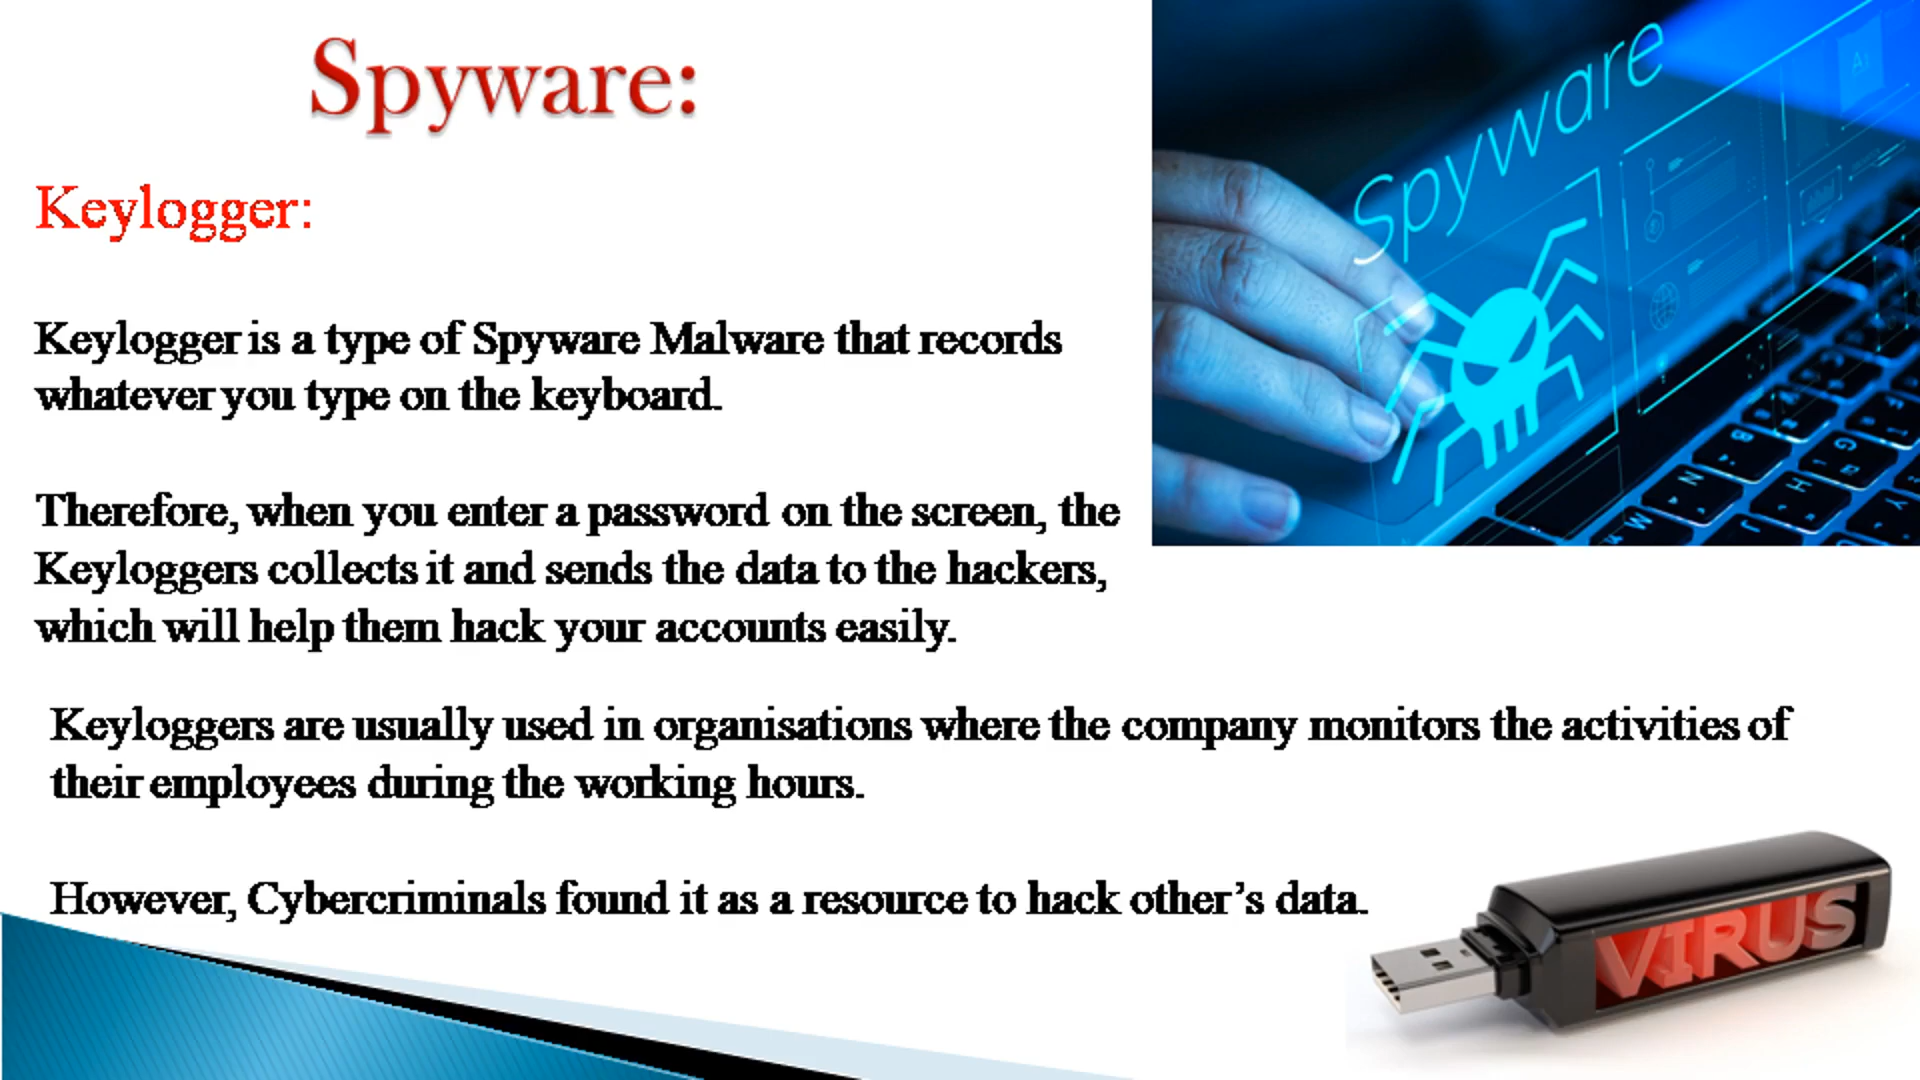 Spyware:
Keylogger:
Keylogger is a type of Spyware Malware that records
whatever you type on the keyboard.
Therefore, when you enter a password on the screen, the
Keyloggers collects it and sends the data to the hackers,
which will help them hack your accounts easily.
Keyloggers are usually used in organisations where the company monitors the activities of
their employees during the working hours.
However, Cybercriminals found it as a resource to hack other’s data.
Spyware
A1
B
G
N
H
Y
M
J
VIRUS